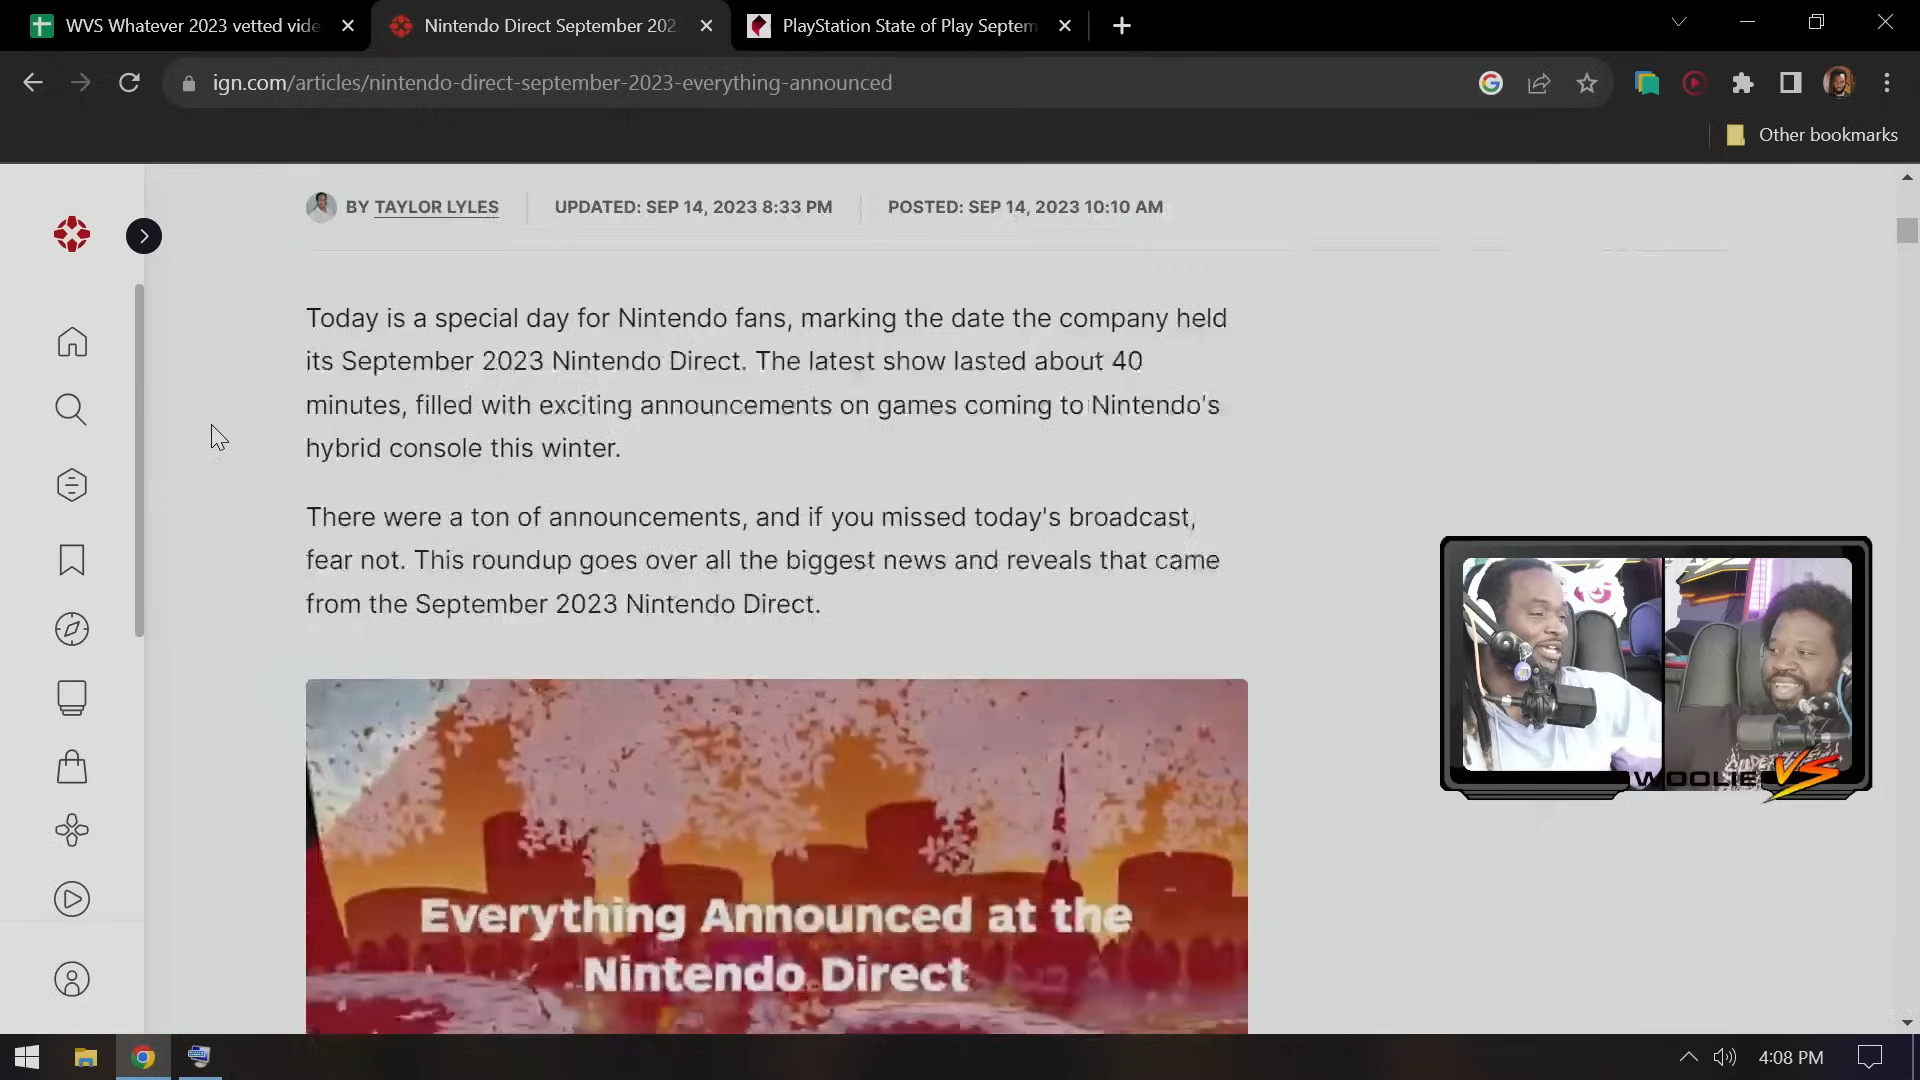 WVS Whatever 2023 vetted vide
Nintendo Direct September 202
PlayStation State of Play Septem
ign.com/articles/nintendo-direct-september-2023-everything-announced
Other bookmarks
BY TAYLOR LYLES
UPDATED: SEP 14, 2023 8:33 PM
POSTED: SEP 14, 2023 10:10 AM
Today is a special day for Nintendo fans, marking the date the company held
its September 2023 Nintendo Direct. The latest show lasted about 40
minutes, filled with exciting announcements on games coming to Nintendo's
hybrid console this winter.
There were a ton of announcements, and if you missed today's broadcast,
fear not. This roundup goes over all the biggest news and reveals that came
from the September 2023 Nintendo Direct.
WOOLIE VS
Everything Announced at the
Nintendo Direct
4:08 PM